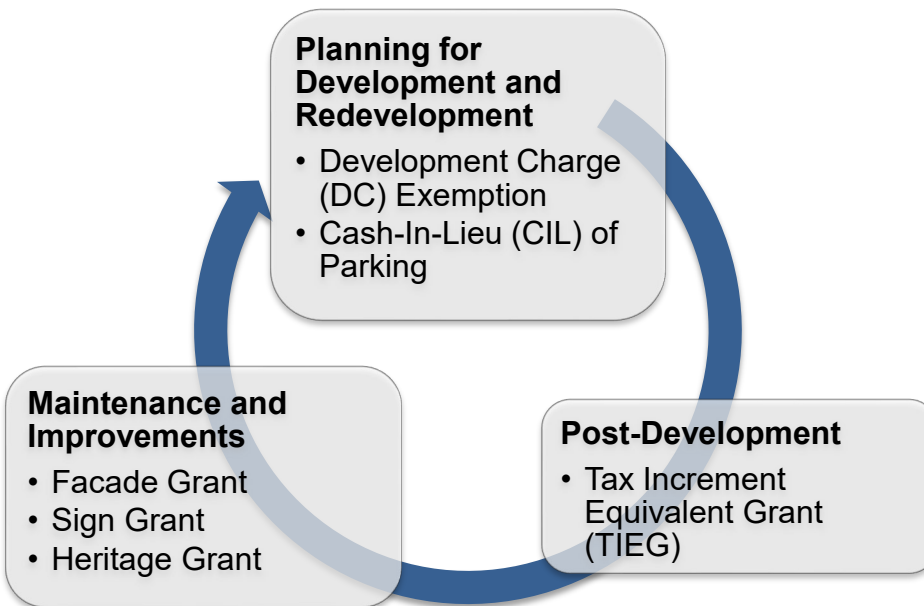 Planning for
Development and
Redevelopment
• Development Charge
(DC) Exemption
• Cash-In-Lieu (CIL) of
Parking
Post-Development
• Tax Increment
Equivalent Grant
(TIEG)
Maintenance and
Improvements
• Facade Grant
• Sign Grant
• Heritage Grant